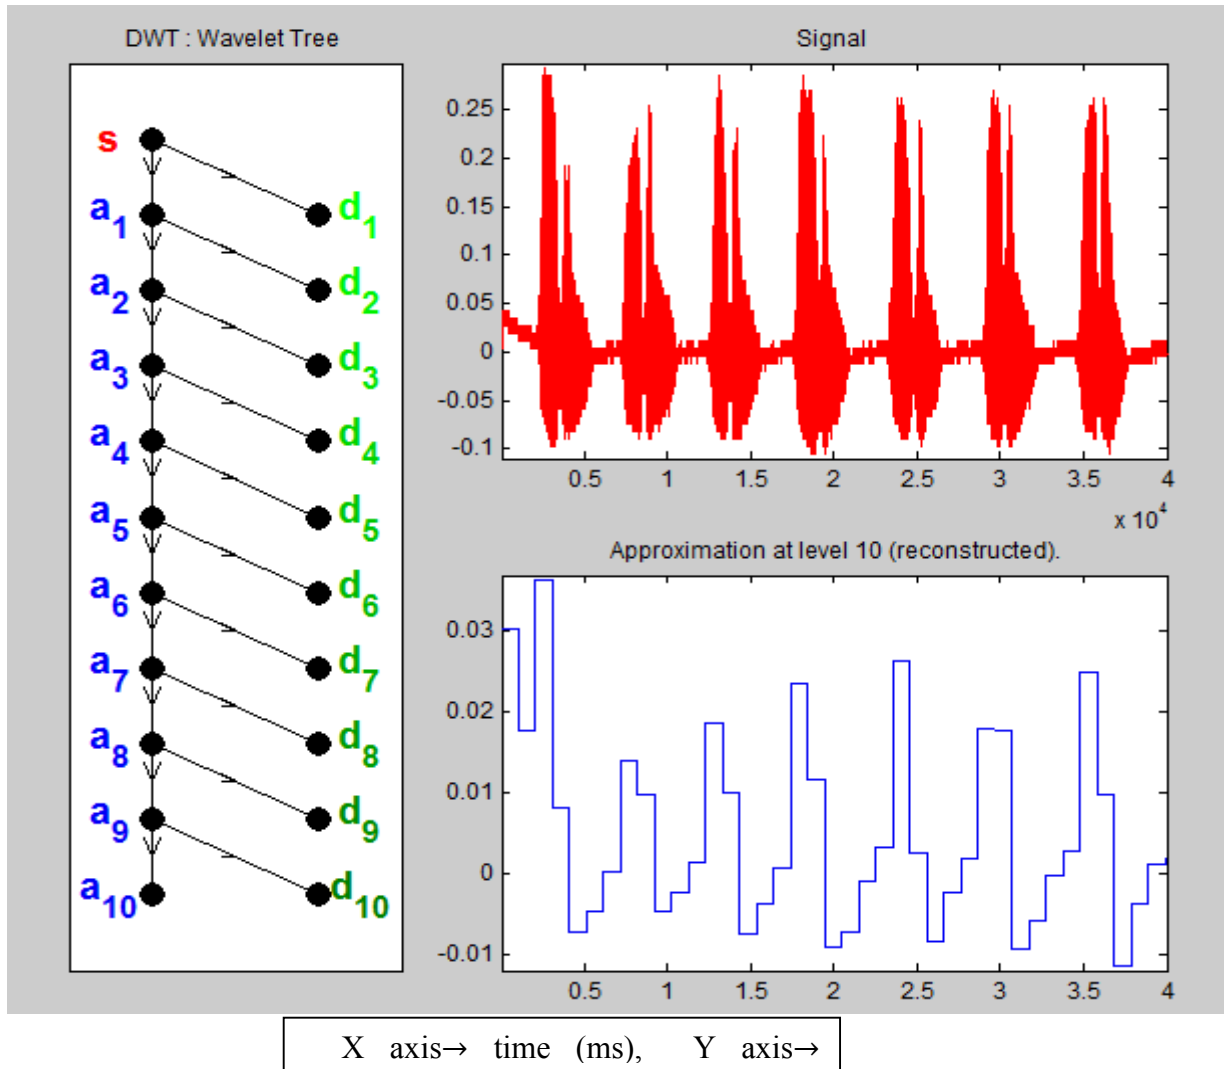 DWT : Wavelet Tree
s
a1
d1
a2
d2
a3
d3
a4
d4
a5
d5
a6
d6
a7
d7
a8
d8
a9
d9
a10
d10
Signal
0.25
0.2
0.15
0.1
0.05
0
-0.05
-0.1
0.5 1 1.5 2 2.5 3 3.5 4
x 10^4
Approximation at level 10 (reconstructed).
0.03
0.02
0.01
0
-0.01
0.5 1 1.5 2 2.5 3 3.5 4
X axis→ time (ms), Y axis→